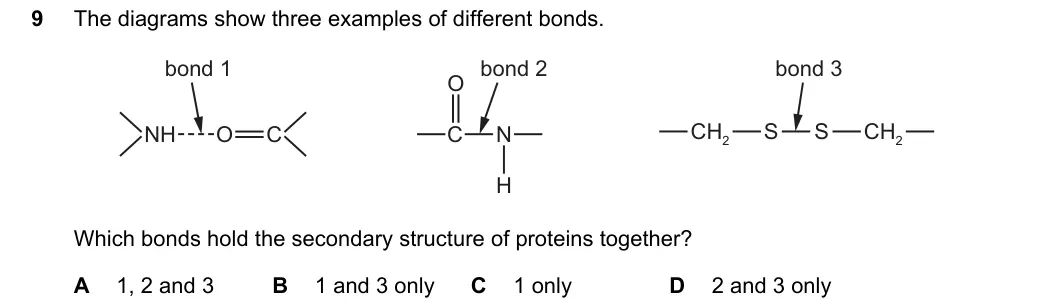 9 The diagrams show three examples of different bonds.
bond 1 bond 2 bond 3
O
NH O C C N CH₂ S S CH₂
H
Which bonds hold the secondary structure of proteins together?
A 1, 2 and 3 B 1 and 3 only C 1 only D 2 and 3 only